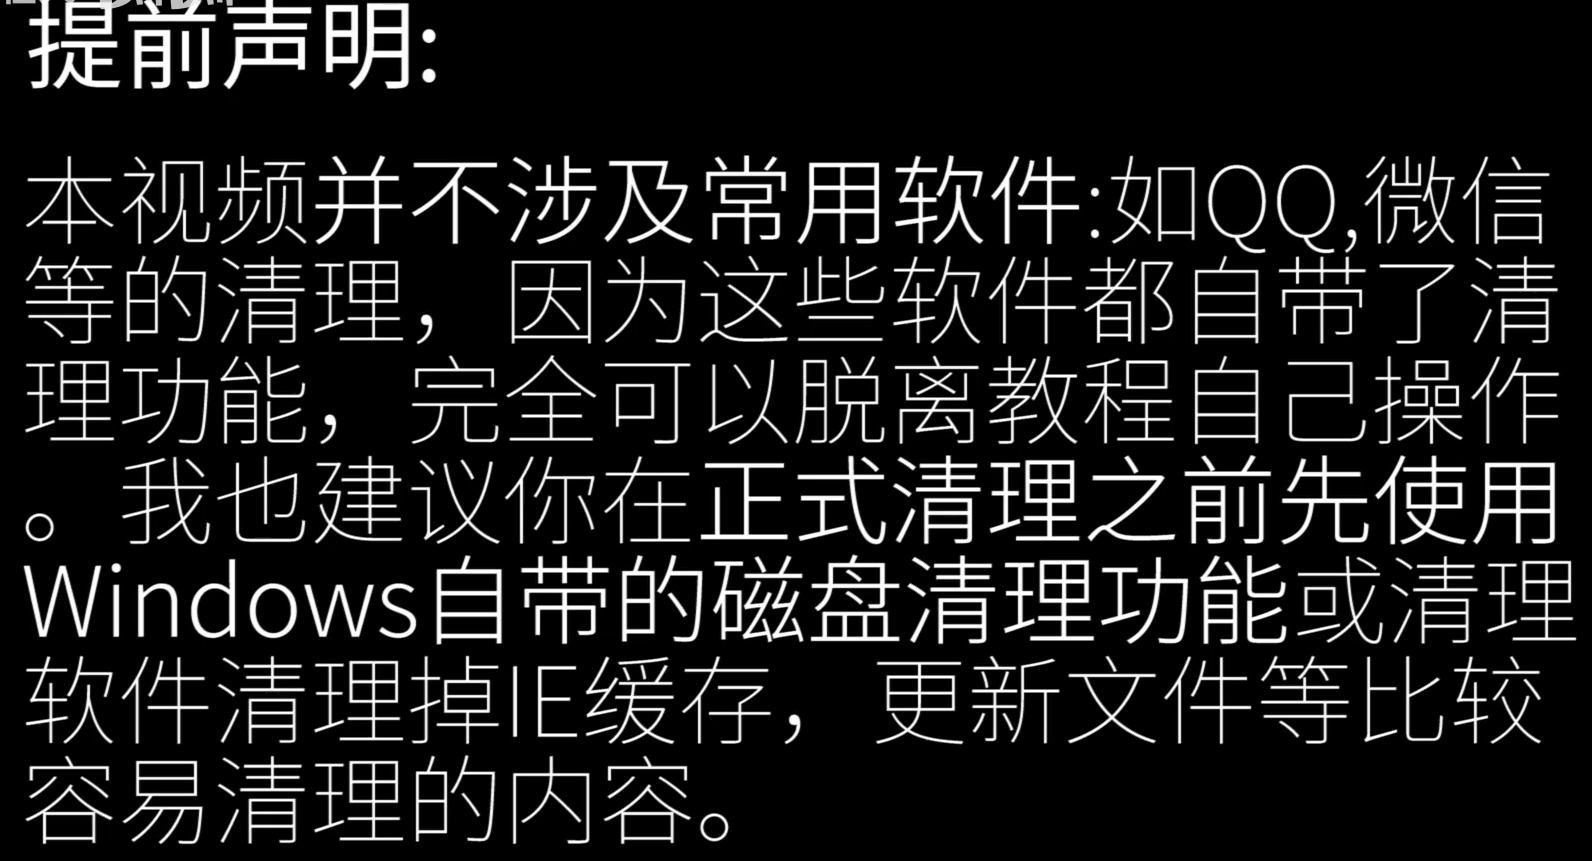 提前声明:
本视频并不涉及常用软件:如QQ,微信
等的清理，因为这些软件都自带了清
理功能，完全可以脱离教程自己操作
。我也建议你在正式清理之前先使用
Windows自带的磁盘清理功能或清理
软件清理掉IE缓存，更新文件等比较
容易清理的内容。